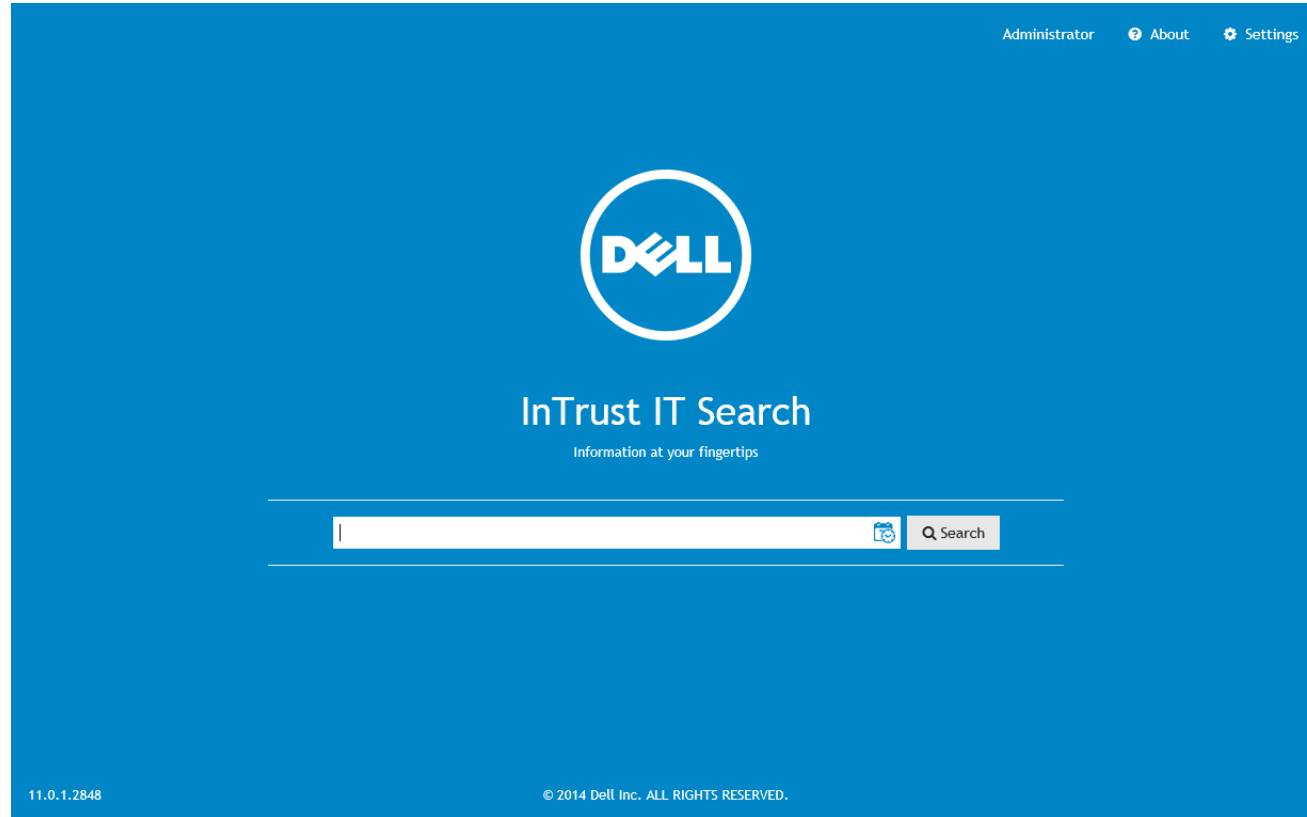 Administrator About Settings
DELL
InTrust IT Search
Information at your fingertips
Search
11.0.1.2848 © 2014 Dell Inc. ALL RIGHTS RESERVED.